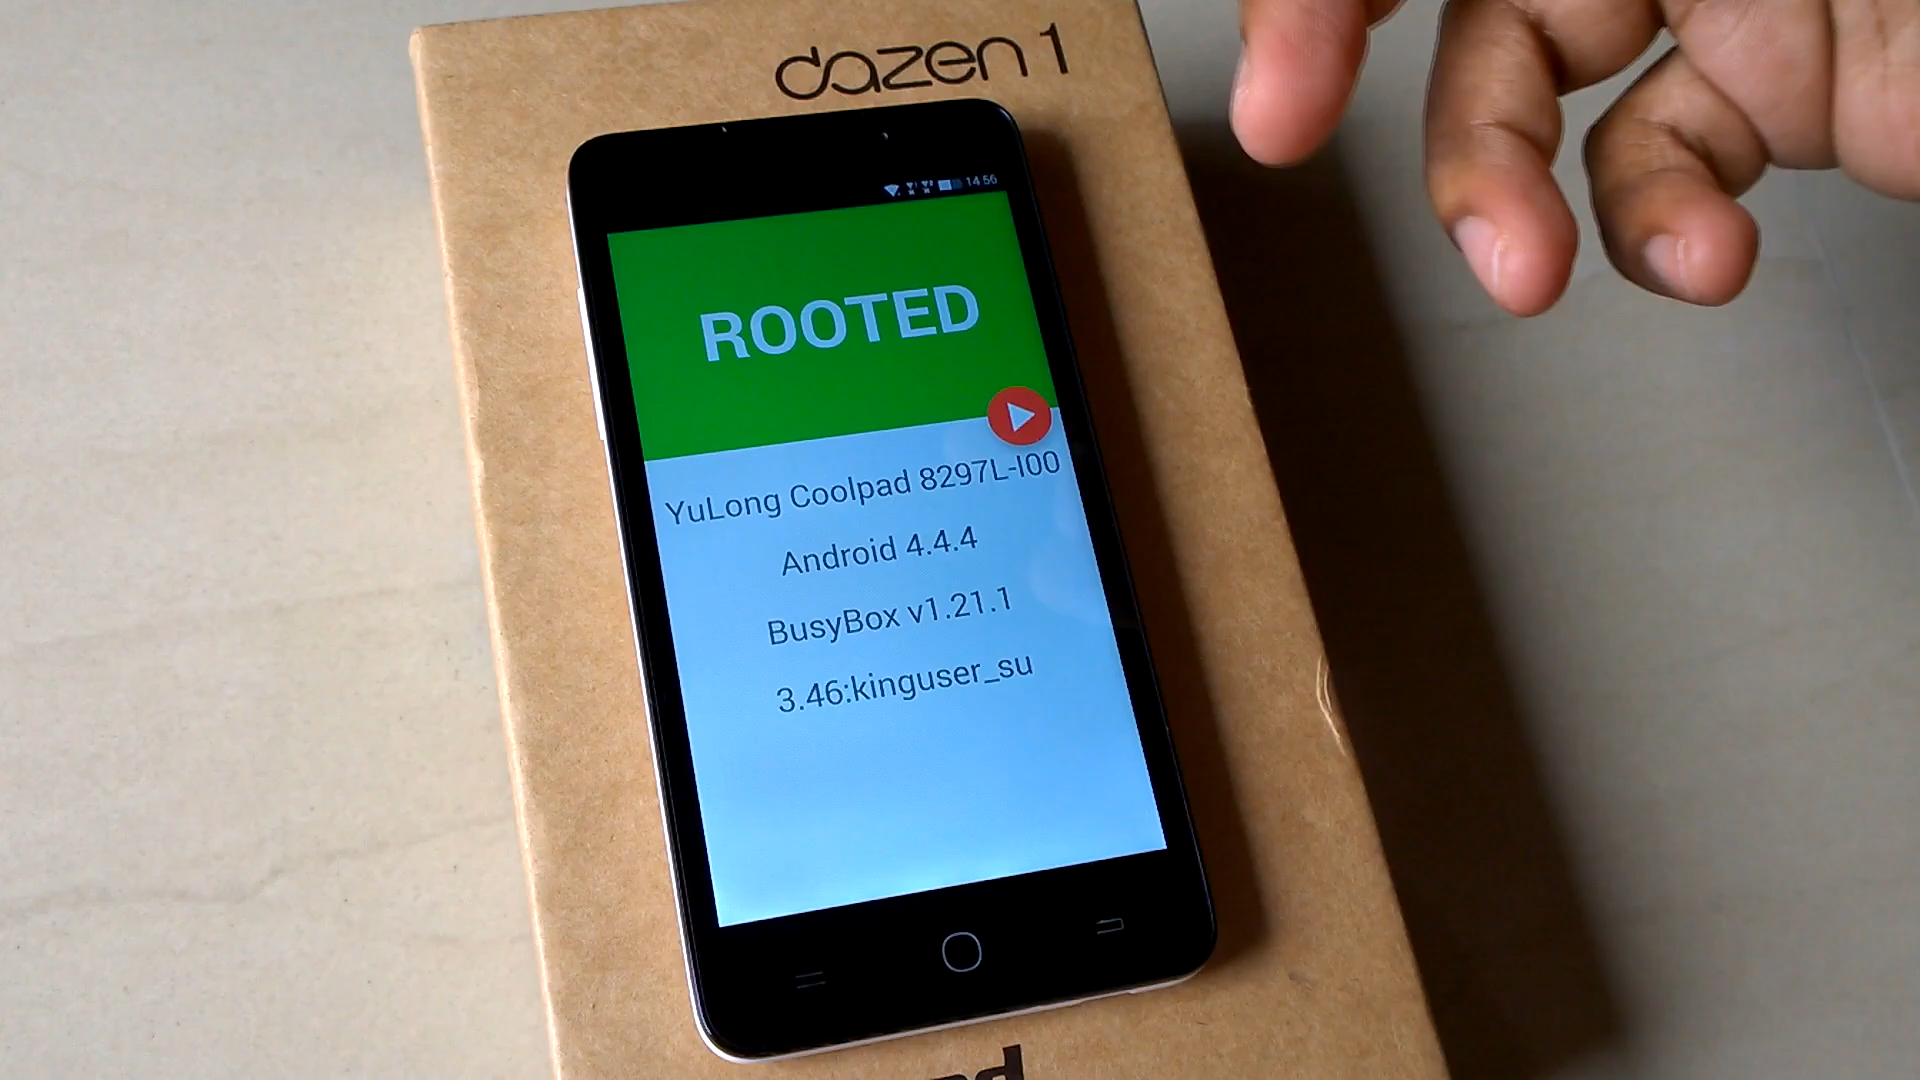 dazen 1
14:56
ROOTED
YuLong Coolpad 8297L-I00
Android 4.4.4
BusyBox v1.21.1
3.46:kinguser_su